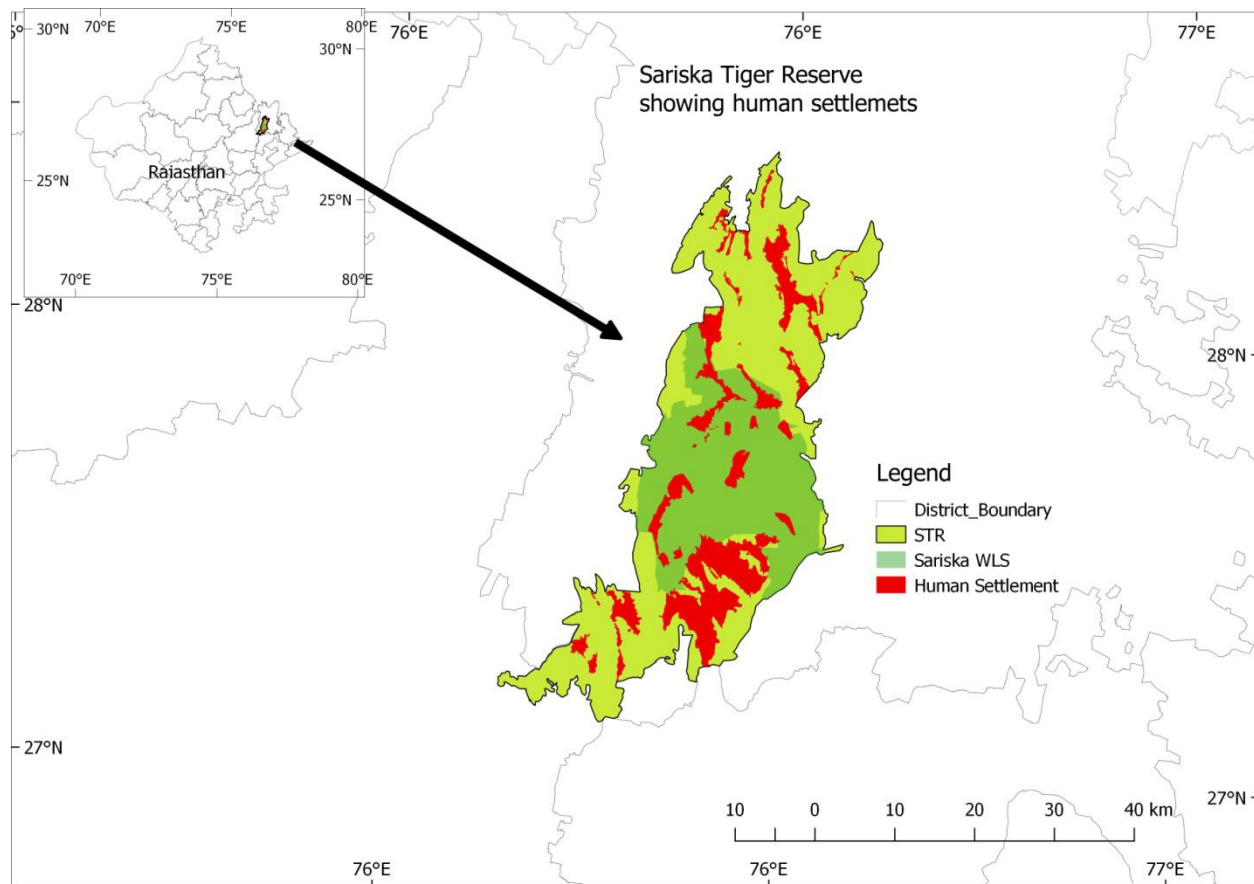 70°E
75°E
80°E
30°N
30°N
Rajasthan
25°N
25°N
70°E
75°E
80°E
76°E
76°E
77°E
Sariska Tiger Reserve
showing human settlemets
28°N
28°N
Legend
District_Boundary
STR
Sariska WLS
Human Settlement
27°N
27°N
10 0 10 20 30 40 km
76°E
76°E
77°E